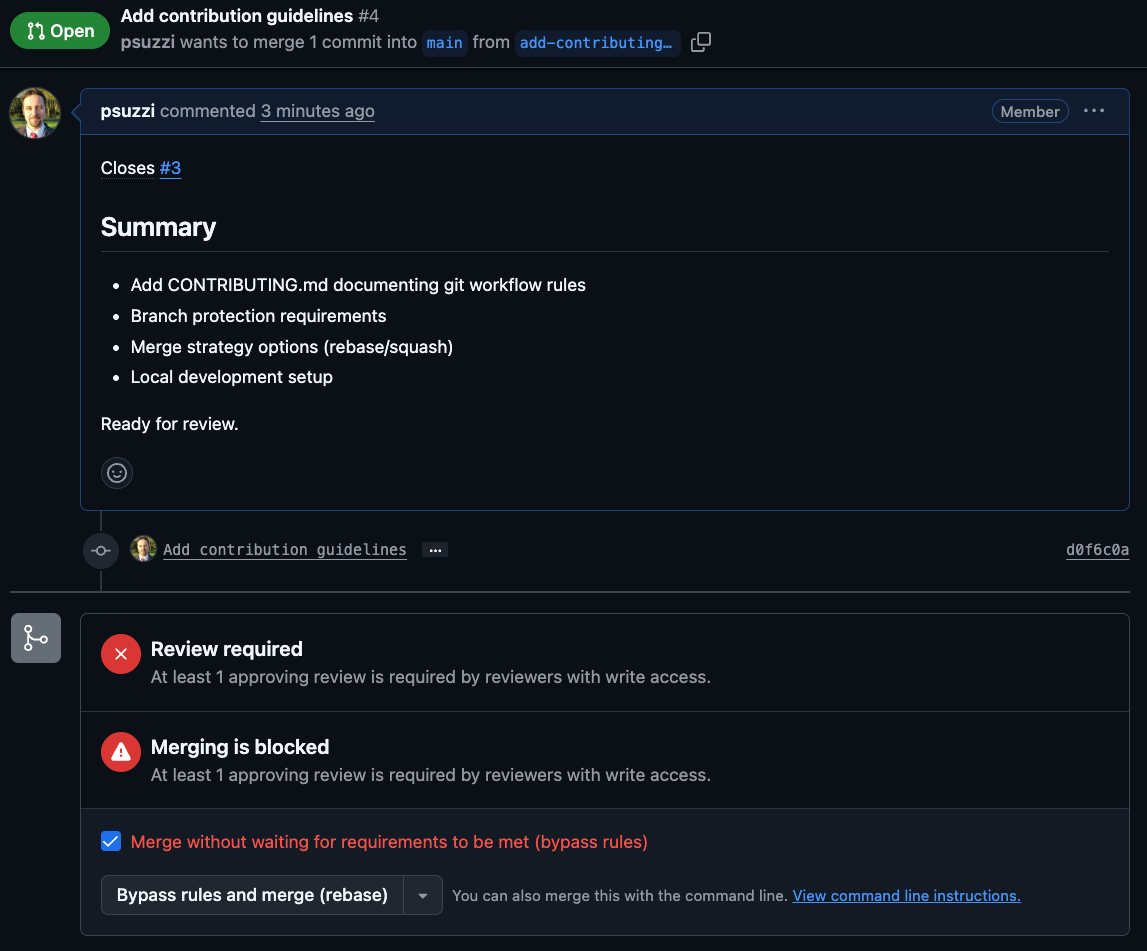 Open
Add contribution guidelines #4
psuzzi wants to merge 1 commit into main from add-contributing…
psuzzi commented 3 minutes ago
Member
Closes #3
Summary
• Add CONTRIBUTING.md documenting git workflow rules
• Branch protection requirements
• Merge strategy options (rebase/squash)
• Local development setup
Ready for review.
Add contribution guidelines
d0f6c0a
Review required
At least 1 approving review is required by reviewers with write access.
Merging is blocked
At least 1 approving review is required by reviewers with write access.
Merge without waiting for requirements to be met (bypass rules)
Bypass rules and merge (rebase)
You can also merge this with the command line. View command line instructions.